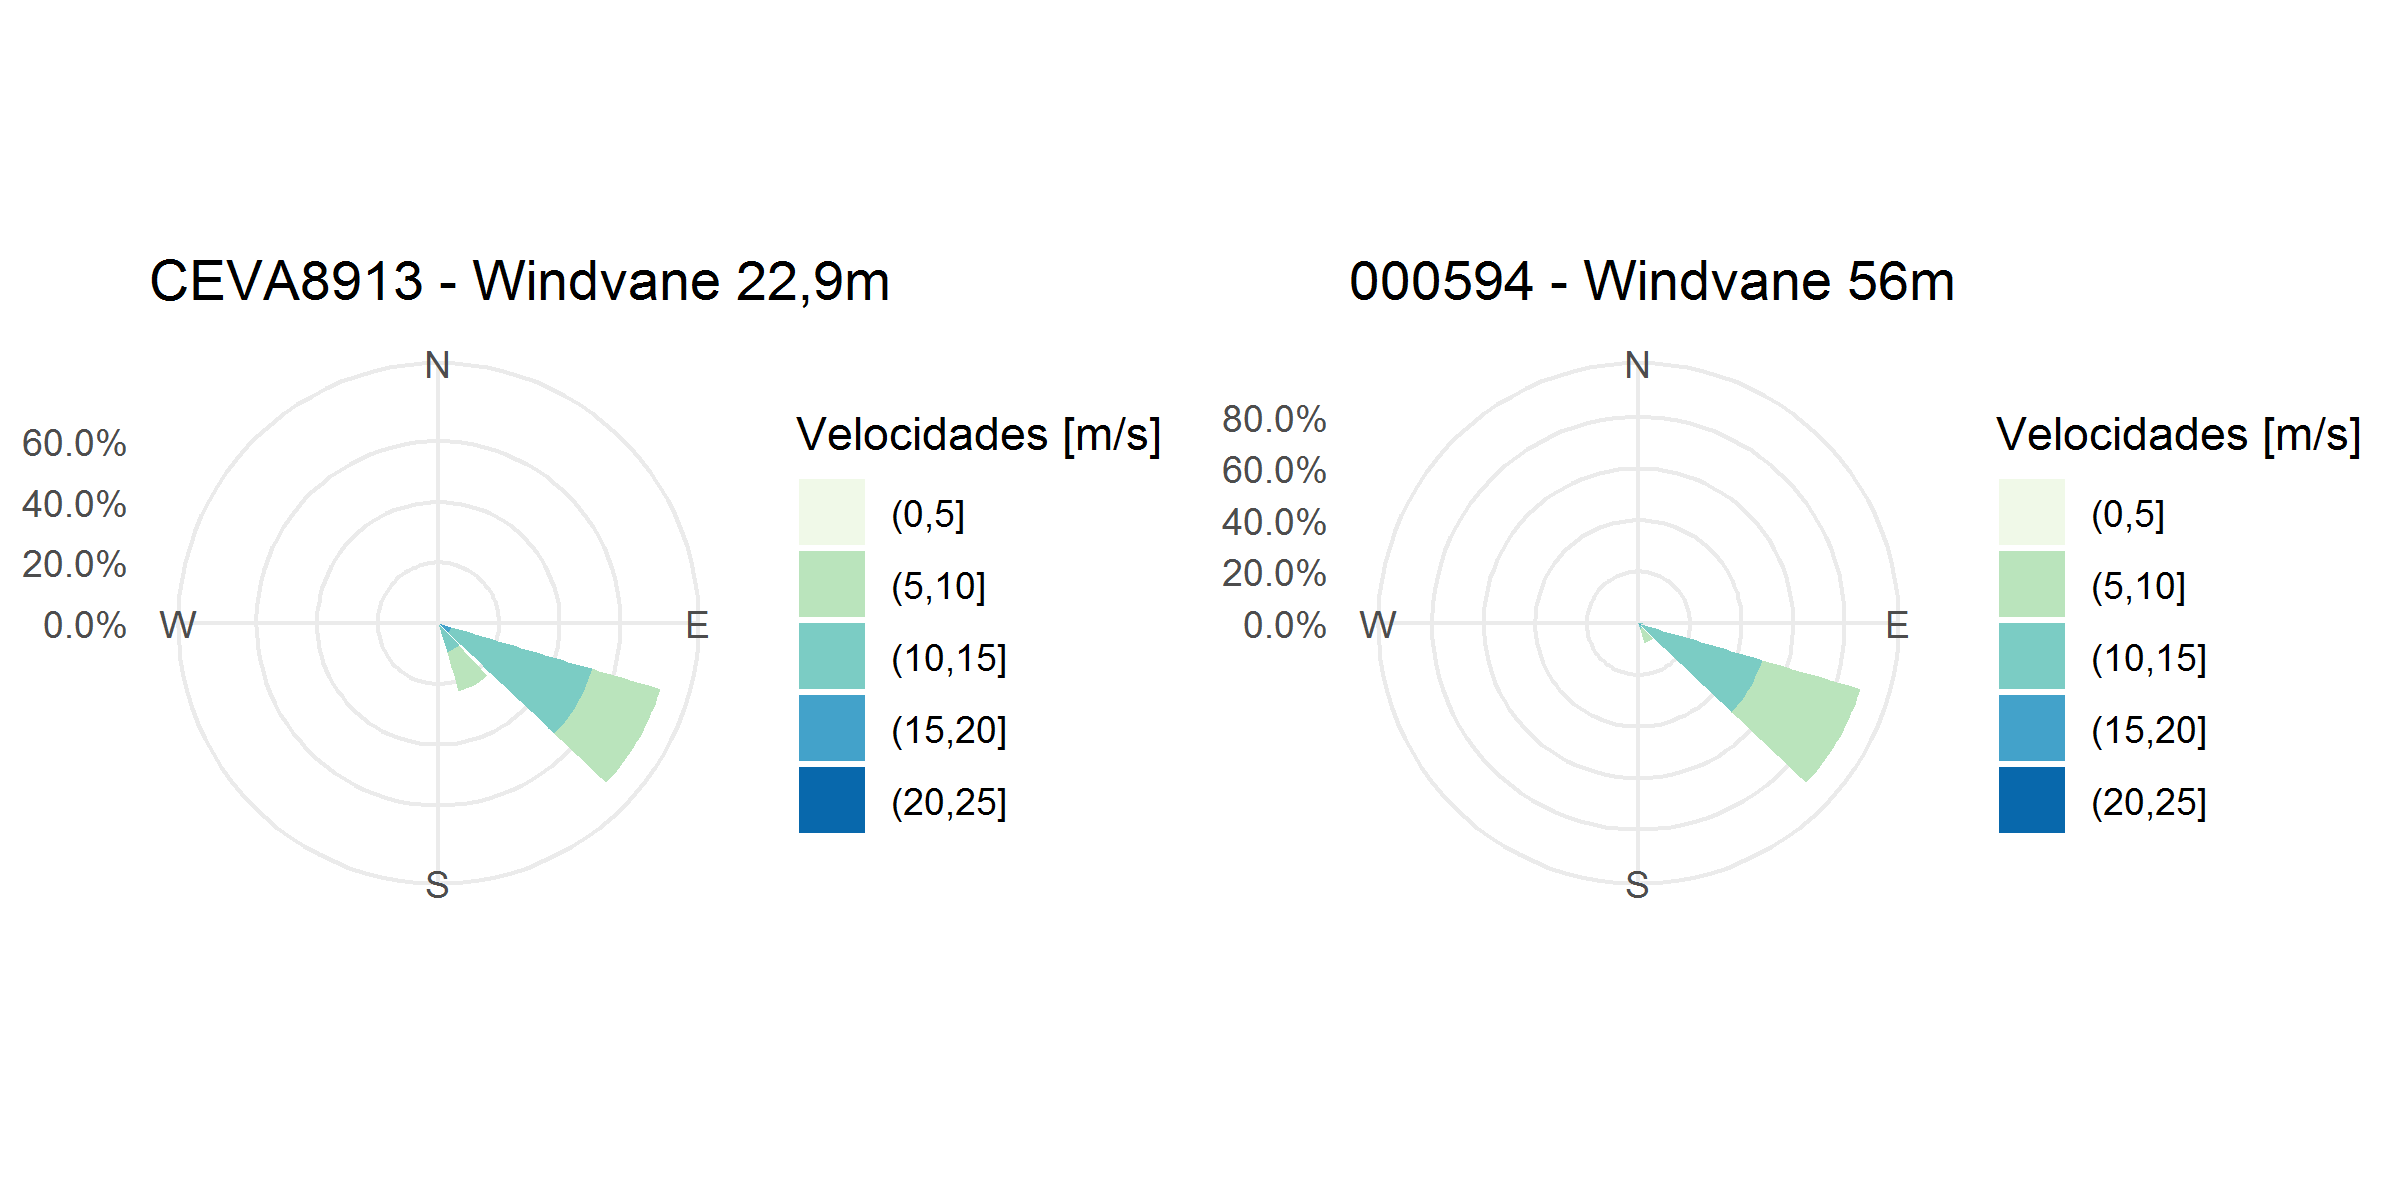 CEVA8913 - Windvane 22,9m
N
60.0%
40.0%
20.0%
0.0%
W
E
S
Velocidades [m/s]
(0,5]
(5,10]
(10,15]
(15,20]
(20,25]
000594 - Windvane 56m
N
80.0%
60.0%
40.0%
20.0%
0.0%
W
E
S
Velocidades [m/s]
(0,5]
(5,10]
(10,15]
(15,20]
(20,25]